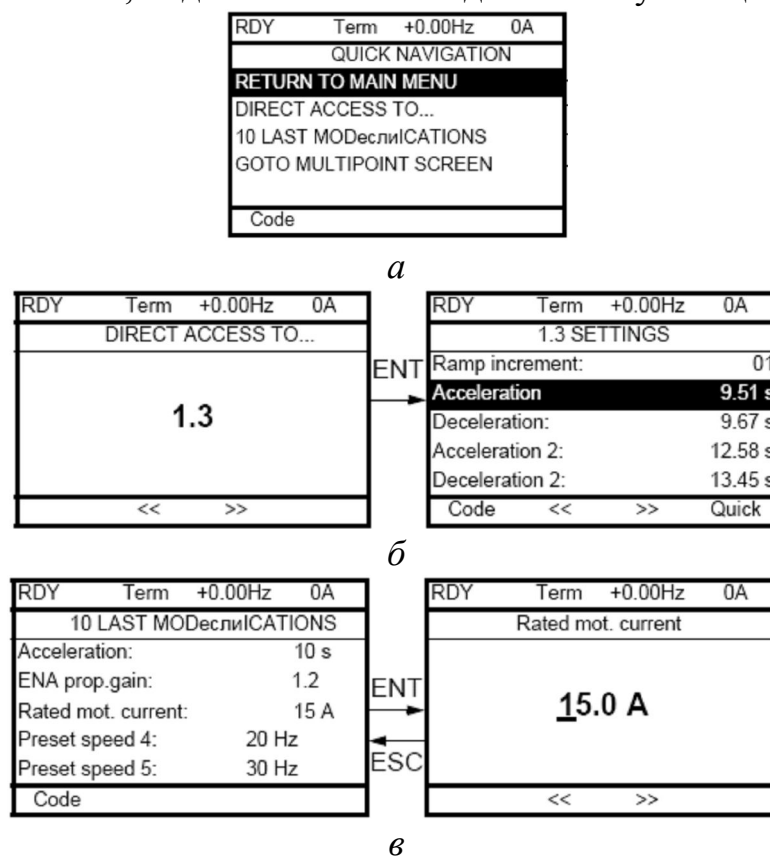 RDY Term +0.00Hz 0A
QUICK NAVIGATION
RETURN TO MAIN MENU
DIRECT ACCESS TO...
10 LAST MODеслиICATIONS
GOTO MULTIPOINT SCREEN
Code
а
RDY Term +0.00Hz 0A
DIRECT ACCESS TO...
1.3
<< >>
ENT
RDY Term +0.00Hz 0A
1.3 SETTINGS
Ramp increment: 01
Acceleration 9.51 s
Deceleration: 9.67 s
Acceleration 2: 12.58 s
Deceleration 2: 13.45 s
Code << >> Quick
б
RDY Term +0.00Hz 0A
10 LAST MODеслиICATIONS
Acceleration: 10 s
ENA prop.gain: 1.2
Rated mot. current: 15 A
Preset speed 4: 20 Hz
Preset speed 5: 30 Hz
Code
ENT
ESC
RDY Term +0.00Hz 0A
Rated mot. current
15.0 A
<< >>
в